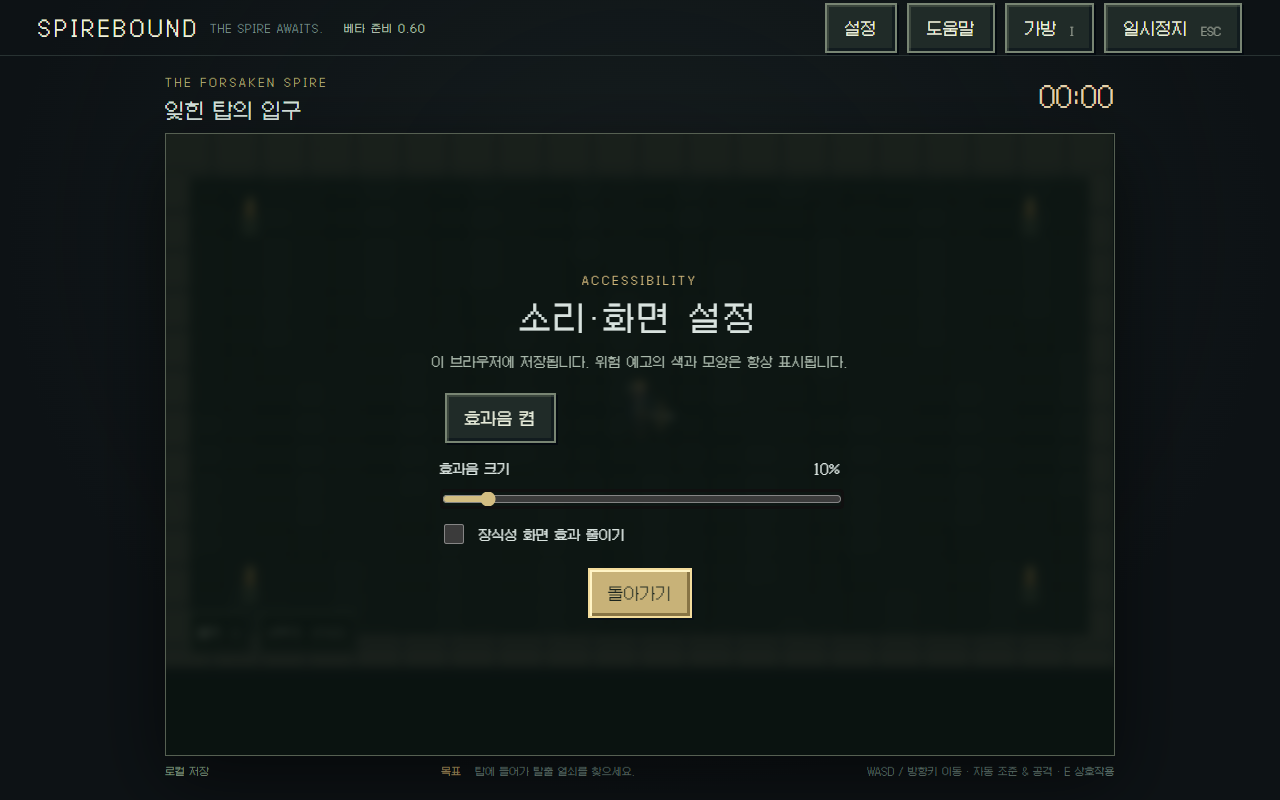 SPIREBOUND THE SPIRE AWAITS. 베타 준비 0.60 설정 도움말 가방 I 일시정지 ESC
THE FORSAKEN SPIRE
잊힌 탑의 입구
00:00
ACCESSIBILITY
소리·화면 설정
이 브라우저에 저장됩니다. 위험 예고의 색과 모양은 항상 표시됩니다.
효과음 켬
효과음 크기 10%
장식성 화면 효과 줄이기
돌아가기
로컬 저장 목표 탑에 들어가 탈출 열쇠를 찾으세요. WASD / 방향키 이동 · 자동 조준 & 공격 · E 상호작용